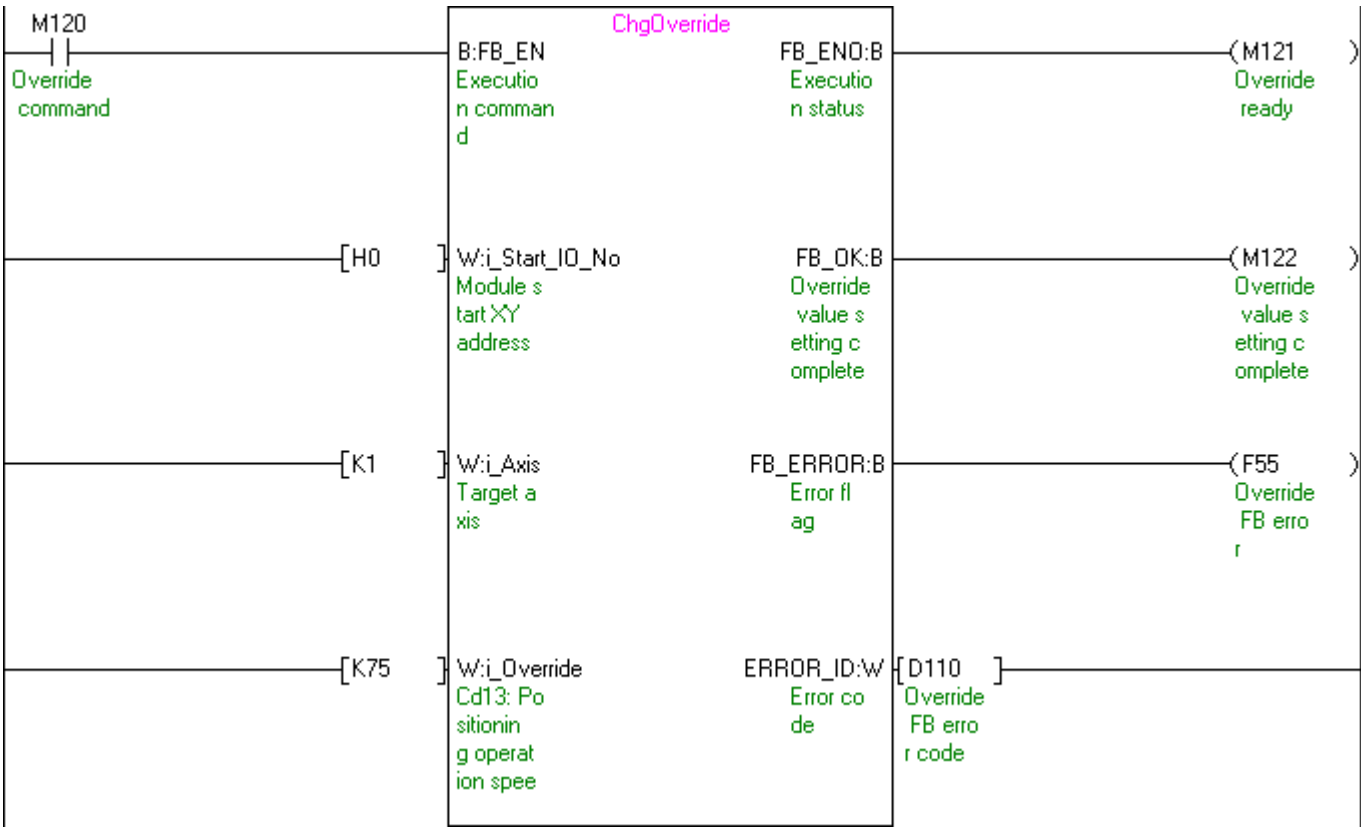 M120
Override
command
ChgOverride
B:FB_EN
Executio
n comman
d
FB_ENO:B
Executio
n status
(M121 )
Override
ready
[H0 ]
W:i_Start_IO_No
Module s
tart XY
address
FB_OK:B
Override
value s
etting c
omplete
(M122 )
Override
value s
etting c
omplete
[K1 ]
W:i_Axis
Target a
xis
FB_ERROR:B
Error fl
ag
(F55 )
Override
FB erro
r
[K75 ]
W:i_Override
Cd13: Po
sitionin
g operat
ion spee
ERROR_ID:W
Error co
de
[D110 ]
Override
FB erro
r code